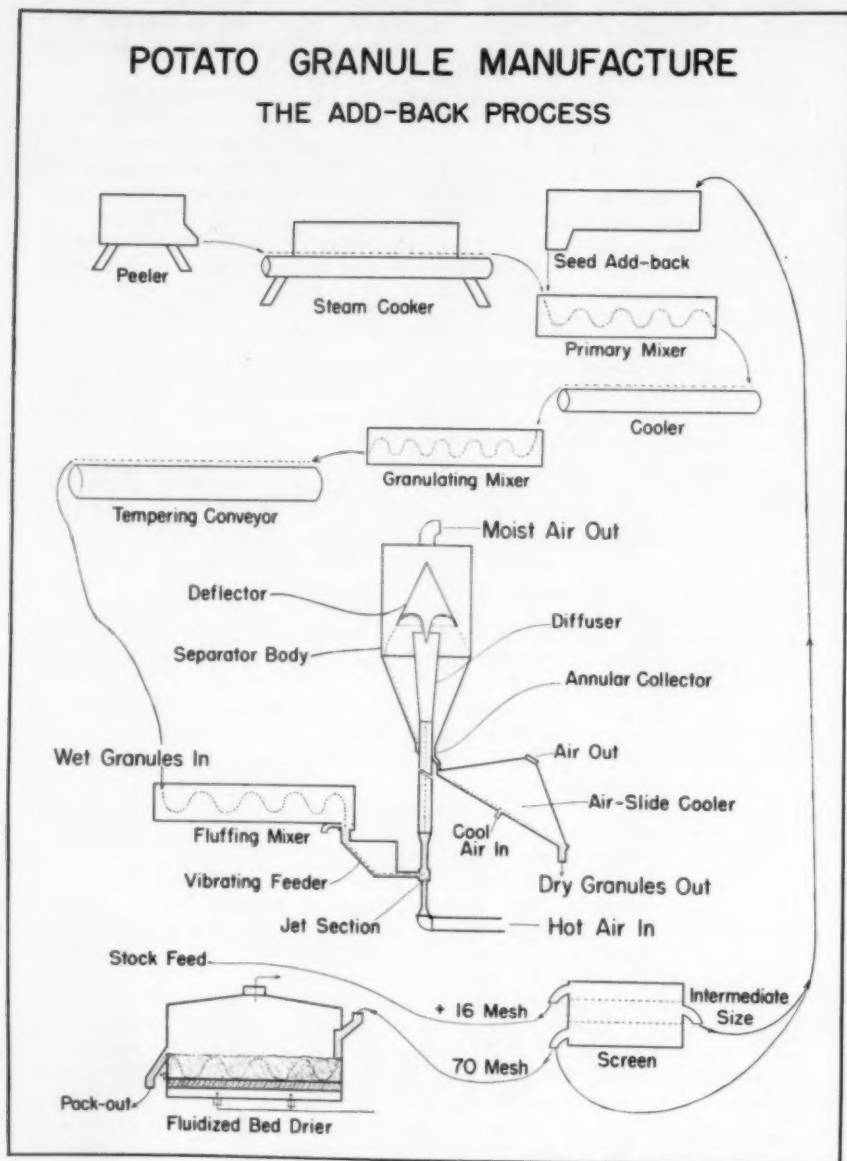 POTATO GRANULE MANUFACTURE
THE ADD-BACK PROCESS
Peeler
Steam Cooker
Seed Add-back
Primary Mixer
Cooler
Granulating Mixer
Tempering Conveyor
Moist Air Out
Deflector
Diffuser
Separator Body
Annular Collector
Wet Granules In
Air Out
Air-Slide Cooler
Cool
Air In
Fluffing Mixer
Vibrating Feeder
Dry Granules Out
Jet Section
Hot Air In
Stock Feed
+ 16 Mesh
Intermediate
Size
70 Mesh
Screen
Pack-out
Fluidized Bed Drier